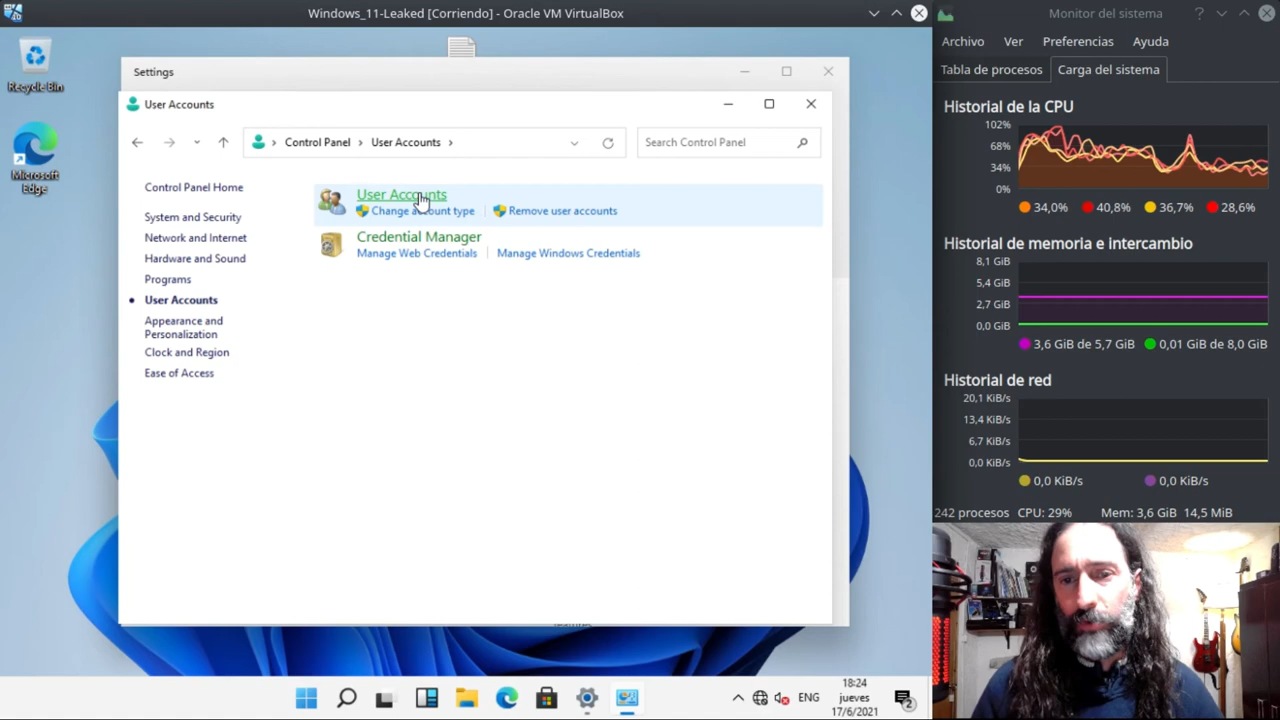 Windows_11-Leaked [Corriendo] - Oracle VM VirtualBox
Recycle Bin
Microsoft
Edge
Settings
User Accounts
Control Panel
User Accounts
Search Control Panel
Control Panel Home
System and Security
Network and Internet
Hardware and Sound
Programs
User Accounts
Appearance and
Personalization
Clock and Region
Ease of Access
User Accounts
Change account type
Remove user accounts
Credential Manager
Manage Web Credentials
Manage Windows Credentials
ENG
18:24
jueves
17/6/2021
2
Monitor del sistema
Archivo
Ver
Preferencias
Ayuda
Tabla de procesos
Carga del sistema
Historial de la CPU
102%
68%
34%
0%
34,0%
40,8%
36,7%
28,6%
Historial de memoria e intercambio
8,1 GiB
5,4 GiB
2,7 GiB
0,0 GiB
3,6 GiB de 5,7 GiB
0,01 GiB de 8,0 GiB
Historial de red
20,1 KiB/s
13,4 KiB/s
6,7 KiB/s
0,0 KiB/s
0,0 KiB/s
0,0 KiB/s
242 procesos
CPU: 29%
Mem: 3,6 GiB
14,5 MiB